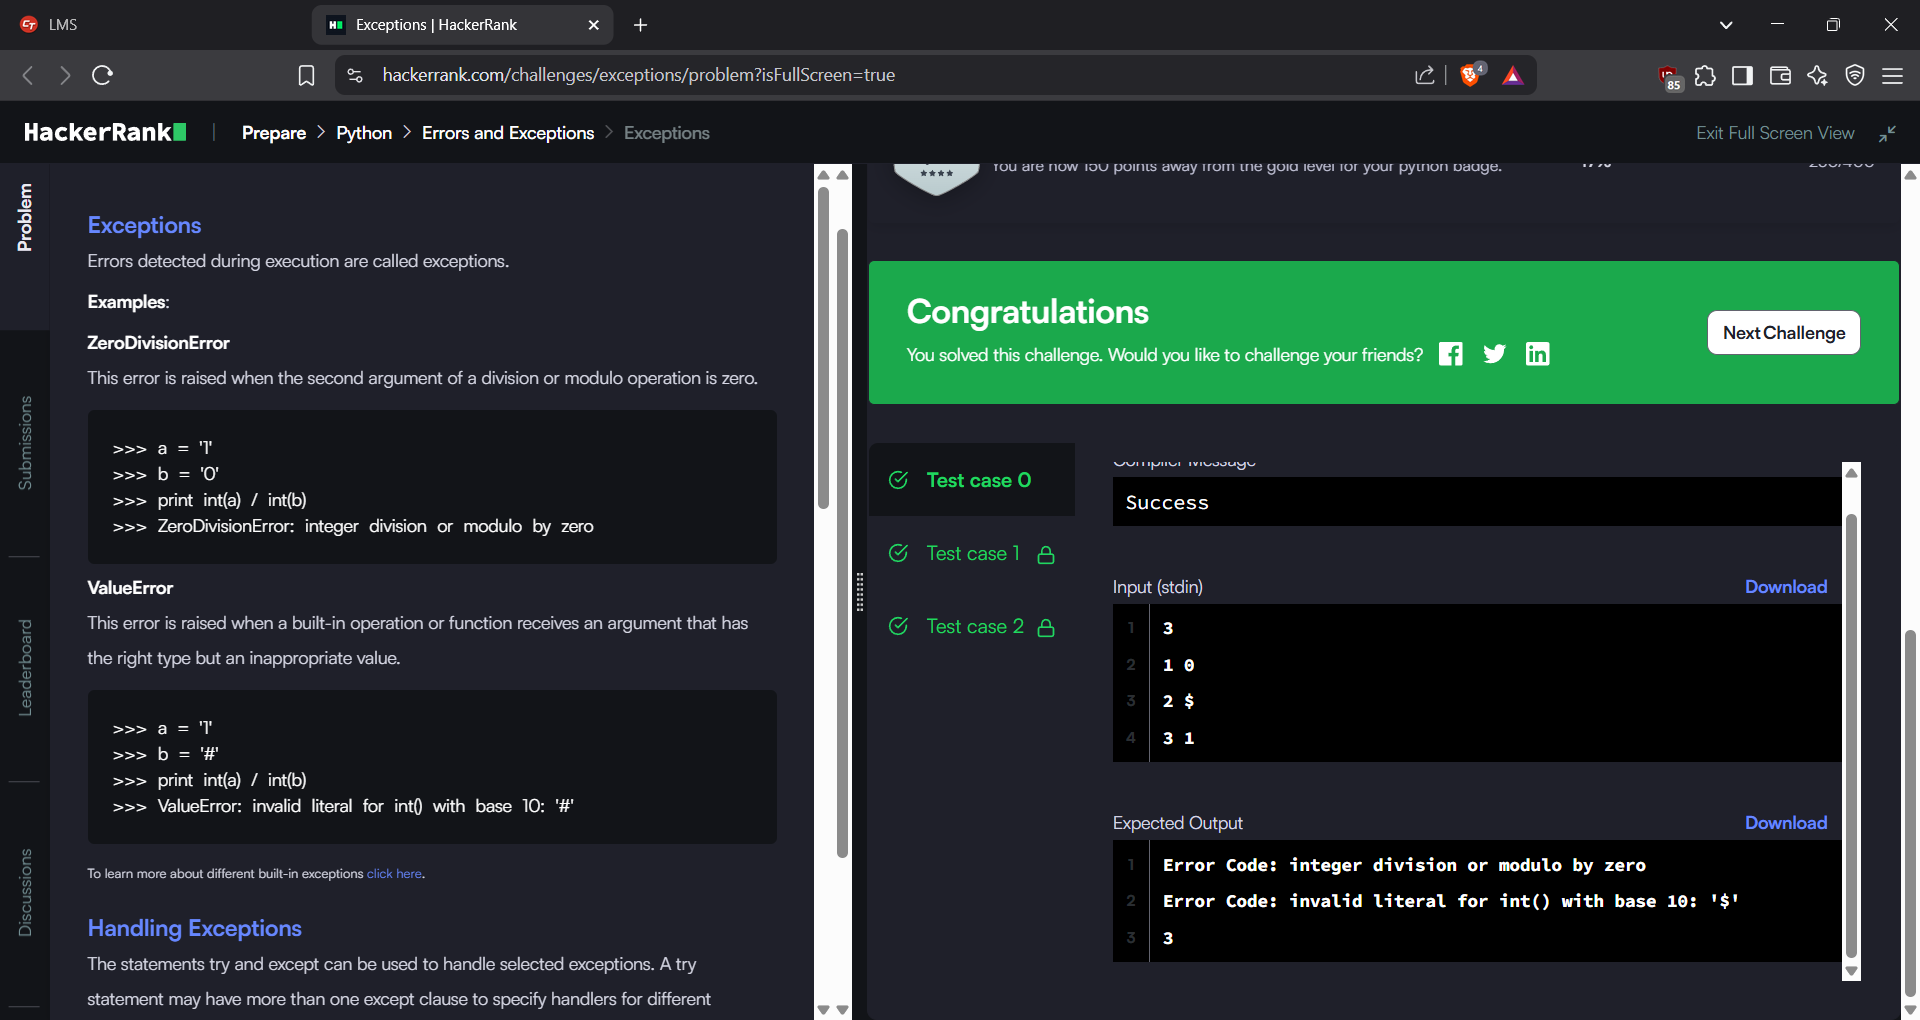 LMS
Exceptions | HackerRank
hackerrank.com/challenges/exceptions/problem?isFullScreen=true
4
85
HackerRank
Prepare > Python > Errors and Exceptions > Exceptions
Exit Full Screen View
Problem
Submissions
Leaderboard
Discussions
Exceptions
Errors detected during execution are called exceptions.
Examples:
ZeroDivisionError
This error is raised when the second argument of a division or modulo operation is zero.
>>> a = '1'
>>> b = '0'
>>> print int(a) / int(b)
>>> ZeroDivisionError: integer division or modulo by zero
ValueError
This error is raised when a built-in operation or function receives an argument that has
the right type but an inappropriate value.
>>> a = '1'
>>> b = '#'
>>> print int(a) / int(b)
>>> ValueError: invalid literal for int() with base 10: '#'
To learn more about different built-in exceptions click here.
Handling Exceptions
The statements try and except can be used to handle selected exceptions. A try
statement may have more than one except clause to specify handlers for different
You are now 150 points away from the gold level for your python badge.
Congratulations
You solved this challenge. Would you like to challenge your friends?
Next Challenge
Test case 0
Test case 1
Test case 2
Compiler Message
Success
Input (stdin)
Download
1 3
2 1 0
3 2 $
4 3 1
Expected Output
Download
1 Error Code: integer division or modulo by zero
2 Error Code: invalid literal for int() with base 10: '$'
3 3